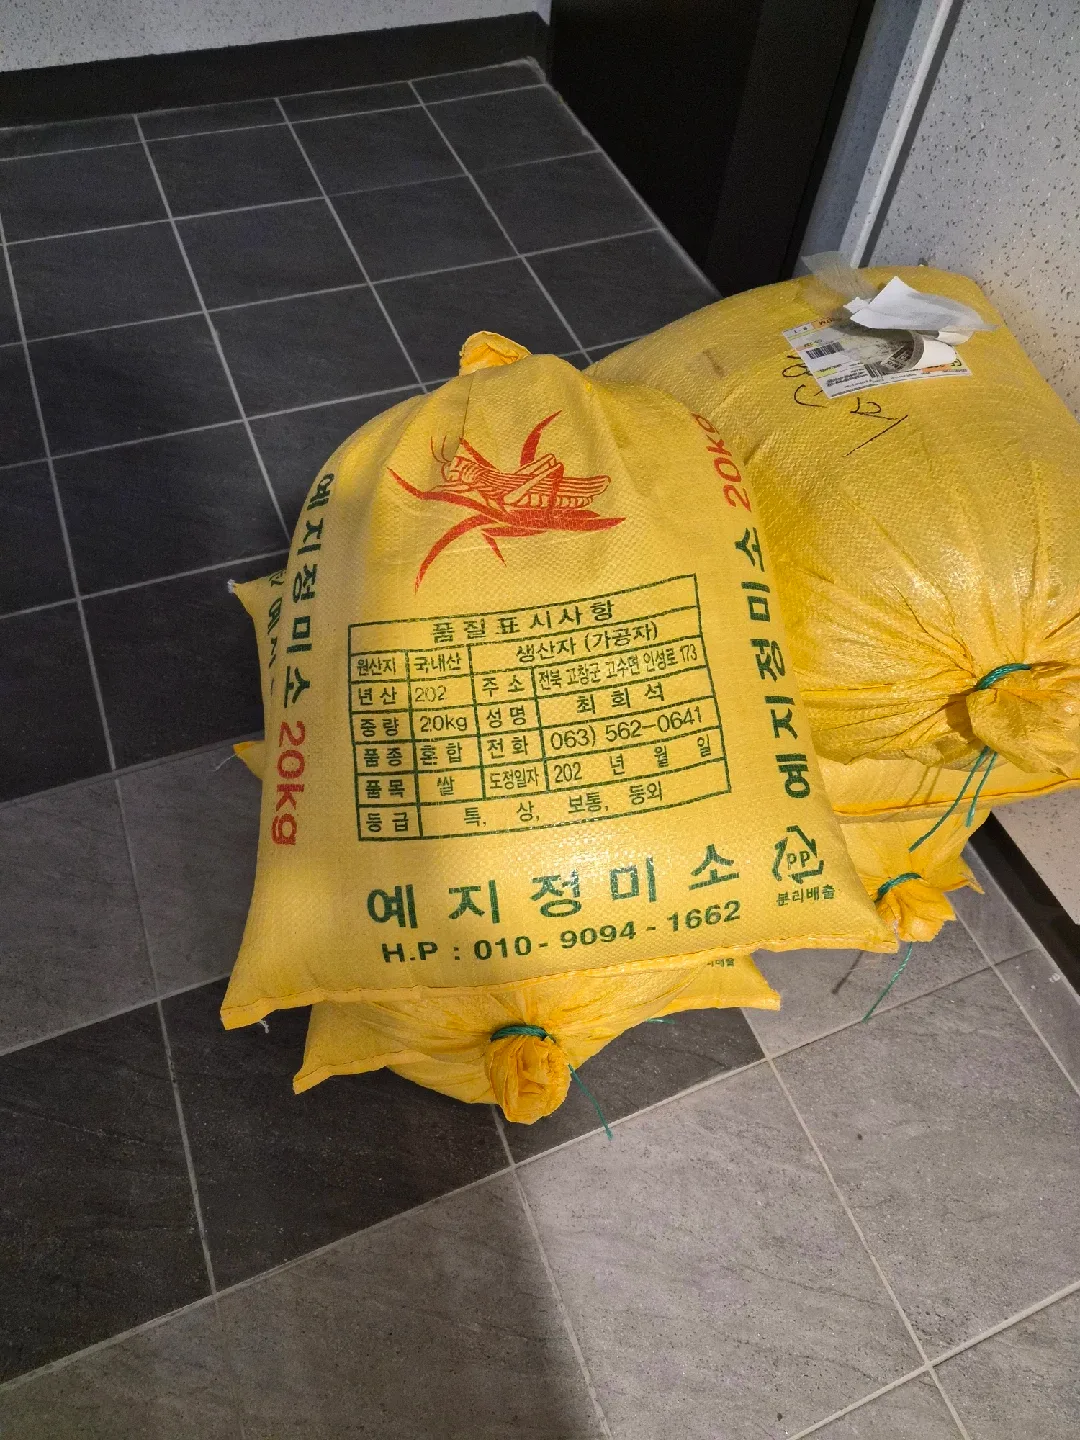 예지정미소 20kg
예지정미소 20kg
품질표시사항
원산지 국내산 생산자 (가공자)
년산 202 주소 전북 고창군 고수면 인성로 173
중량 20kg 성명 최희석
품종 혼합 전화 063) 562-0641
품목 쌀 도정일자 202 년 월 일
등급 특, 상, 보통, 등외
예지정미소
H.P : 010-9094-1662
PP
분리배출